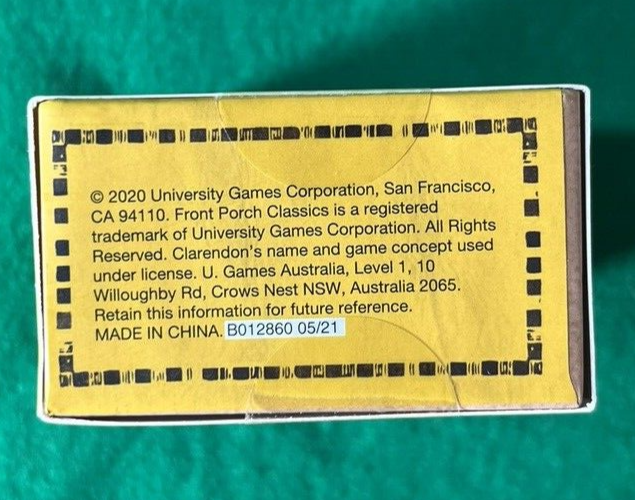 © 2020 University Games Corporation, San Francisco,
CA 94110. Front Porch Classics is a registered
trademark of University Games Corporation. All Rights
Reserved. Clarendon's name and game concept used
under license. U. Games Australia, Level 1, 10
Willoughby Rd, Crows Nest NSW, Australia 2065.
Retain this information for future reference.
MADE IN CHINA. B012860 05/21